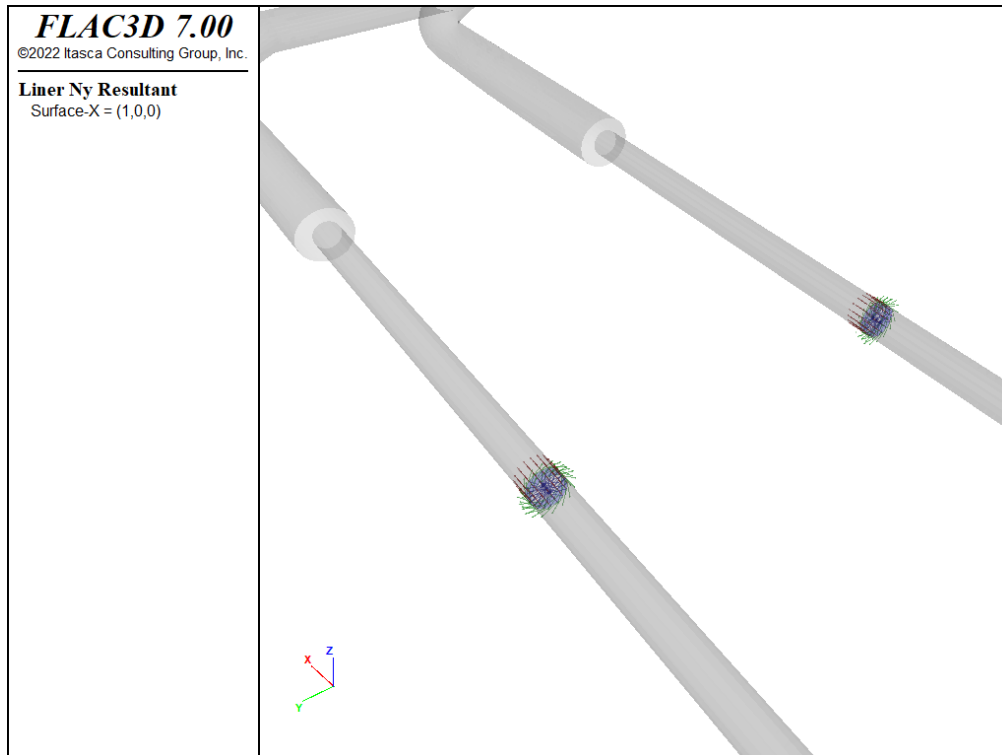 FLAC3D 7.00
©2022 Itasca Consulting Group, Inc.
Liner Ny Resultant
Surface-X = (1,0,0)
Z
X
Y